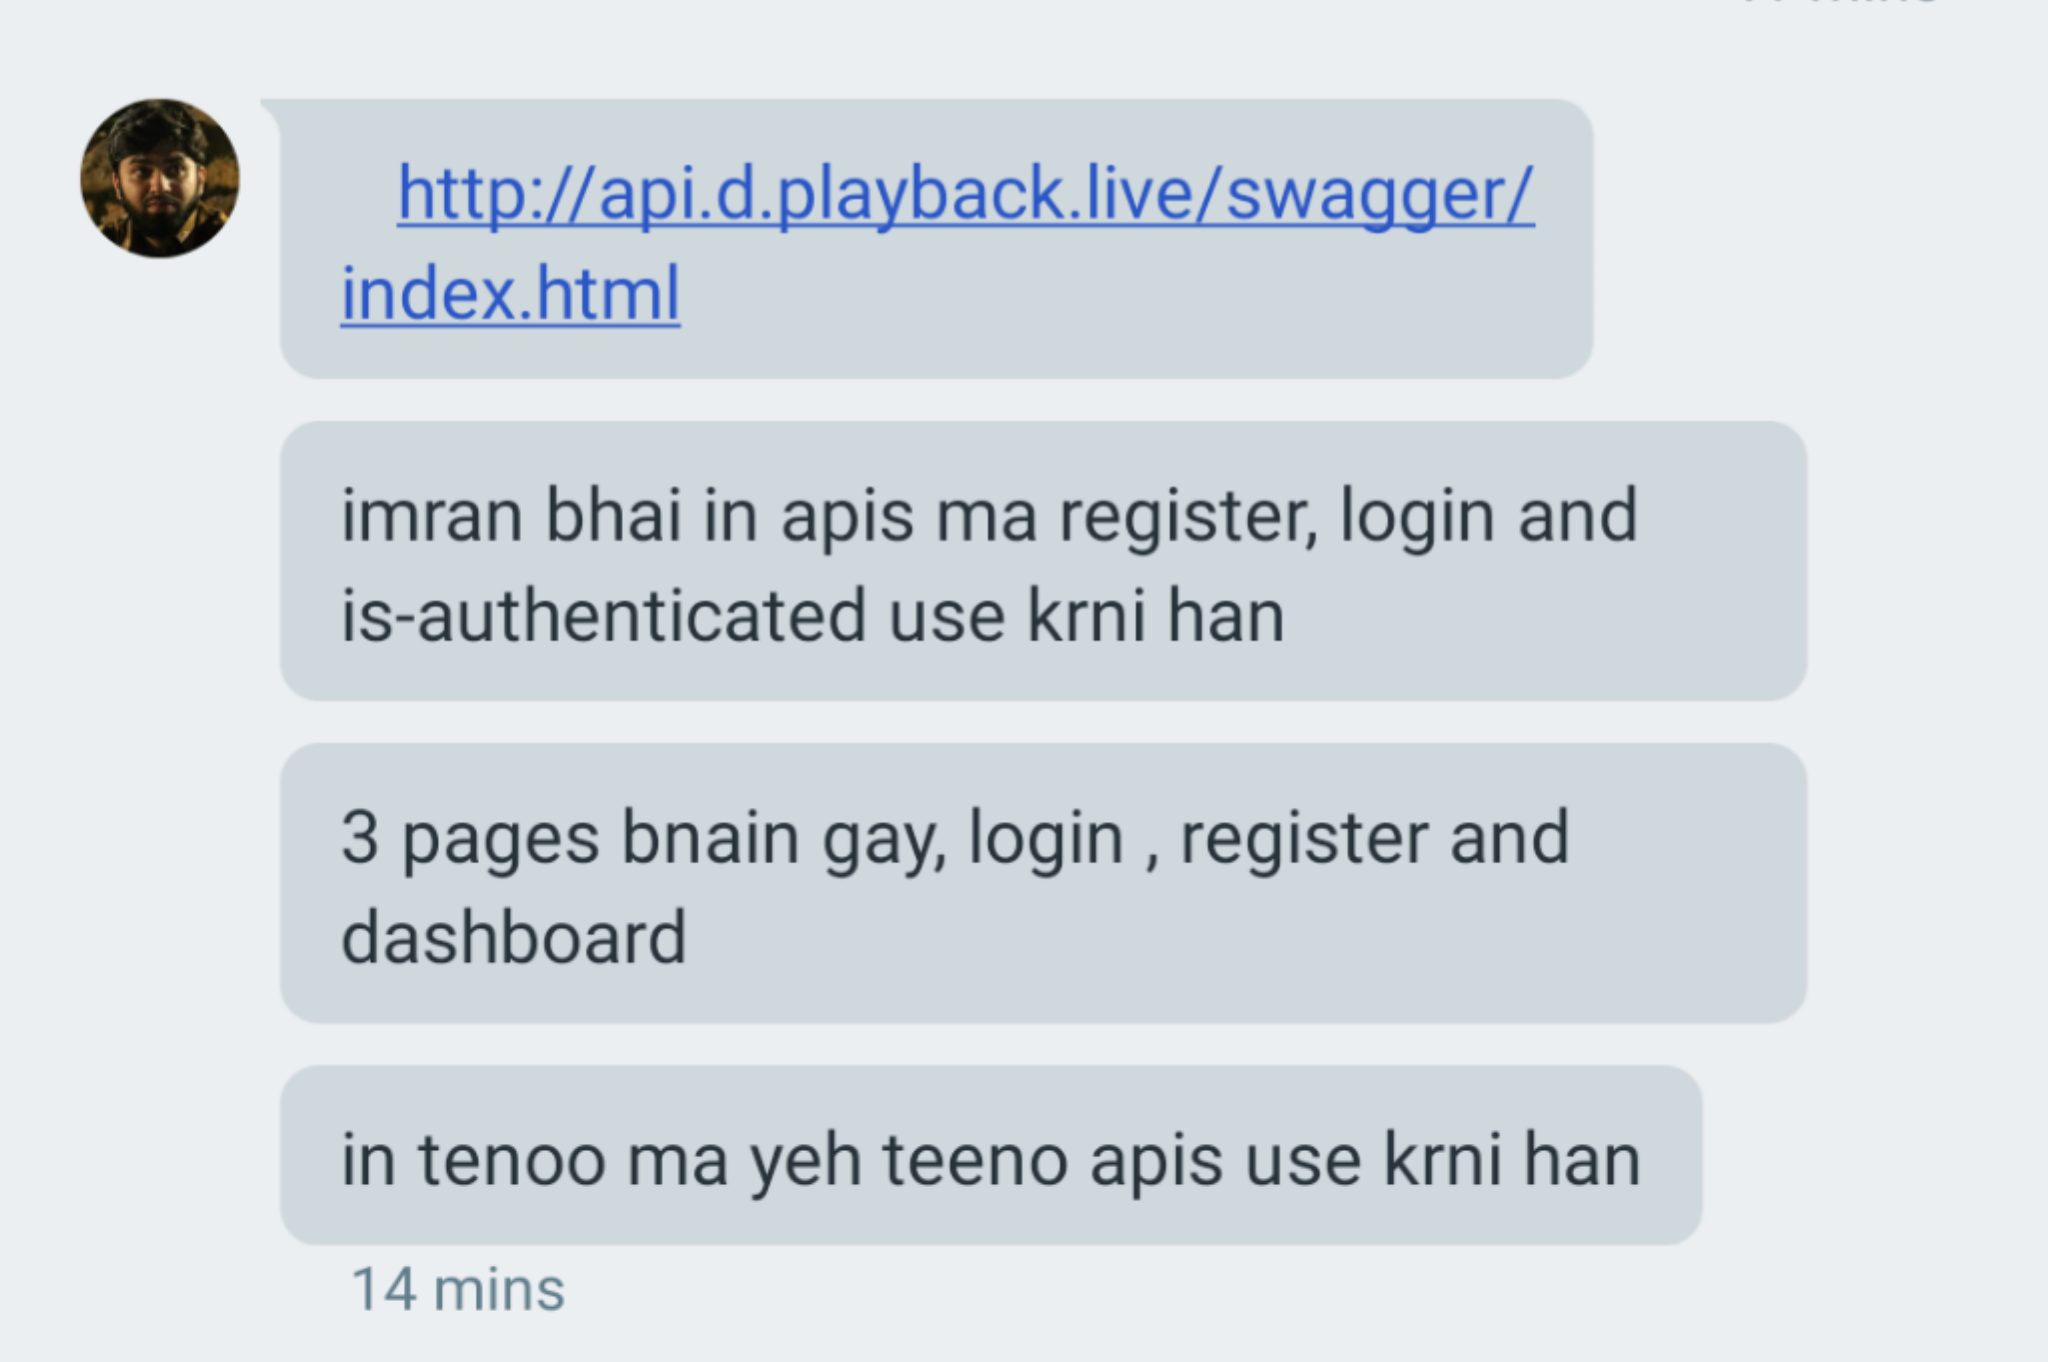 http://api.d.playback.live/swagger/
index.html
imran bhai in apis ma register, login and
is-authenticated use krni han
3 pages bnain gay, login , register and
dashboard
in tenoo ma yeh teeno apis use krni han
14 mins